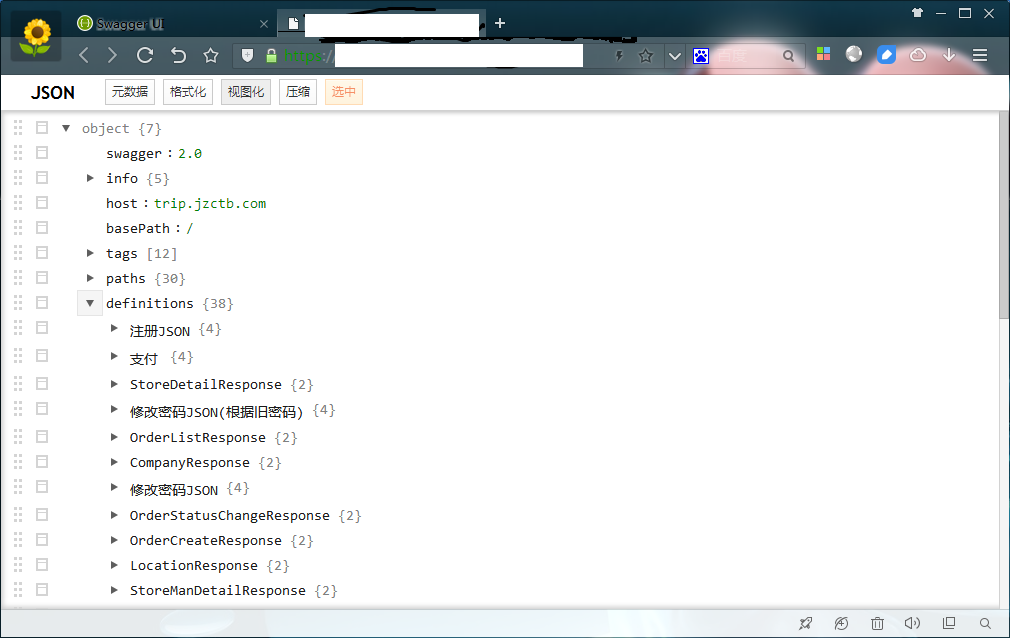 Swagger UI
https:/
百度
JSON 元数据 格式化 视图化 压缩 选中
object {7}
swagger : 2.0
info {5}
host : trip.jzctb.com
basePath : /
tags [12]
paths {30}
definitions {38}
注册JSON {4}
支付 {4}
StoreDetailResponse {2}
修改密码JSON(根据旧密码) {4}
OrderListResponse {2}
CompanyResponse {2}
修改密码JSON {4}
OrderStatusChangeResponse {2}
OrderCreateResponse {2}
LocationResponse {2}
StoreManDetailResponse {2}